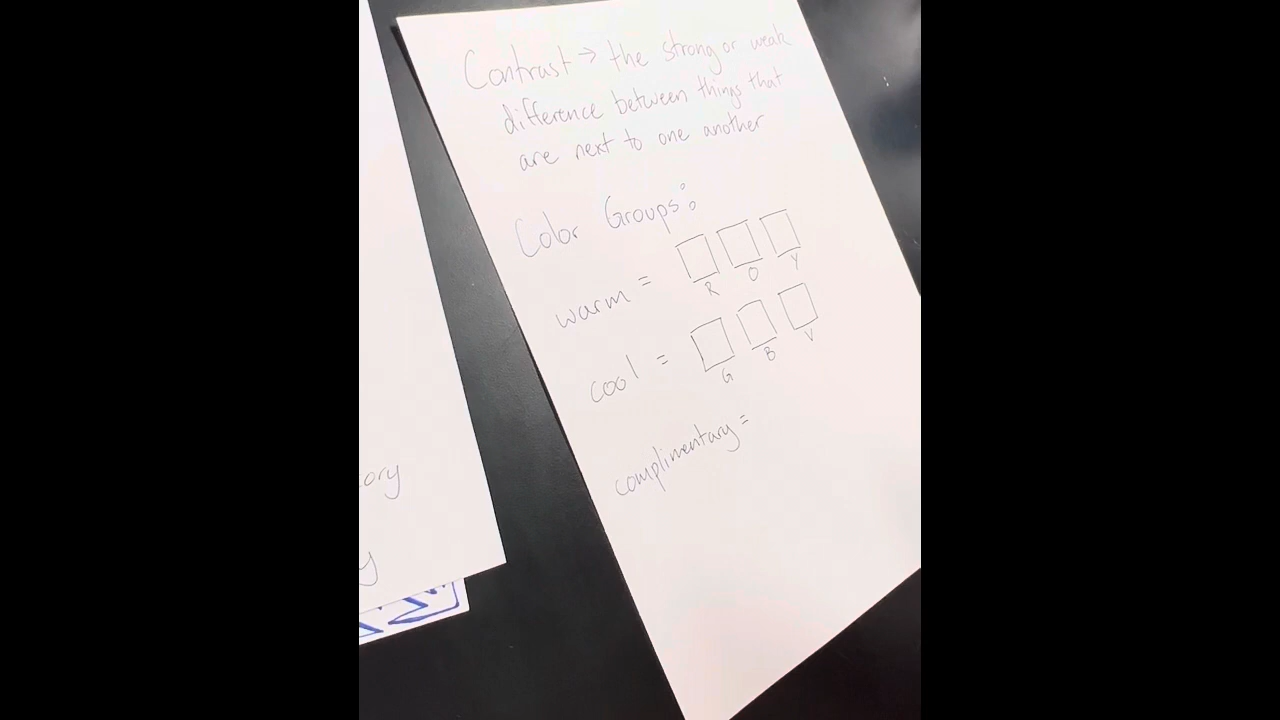 Contrast → the strong or weak
difference between things that
are next to one another
Color Groups:
warm =
R O Y
cool =
G B V
complimentary =